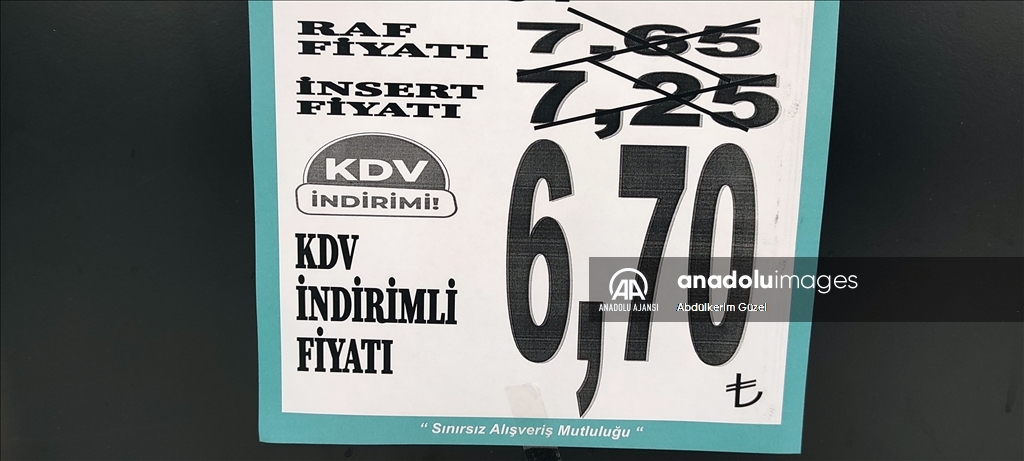 RAF
FİYATI
7,65
İNSERT
FİYATI
7,25
KDV
İNDİRİMİ!
KDV
İNDİRİMLİ
FİYATI
6,70
₺
anadoluimages
ANADOLU AJANSI
Abdülkerim Güzel
“ Sınırsız Alışveriş Mutluluğu “